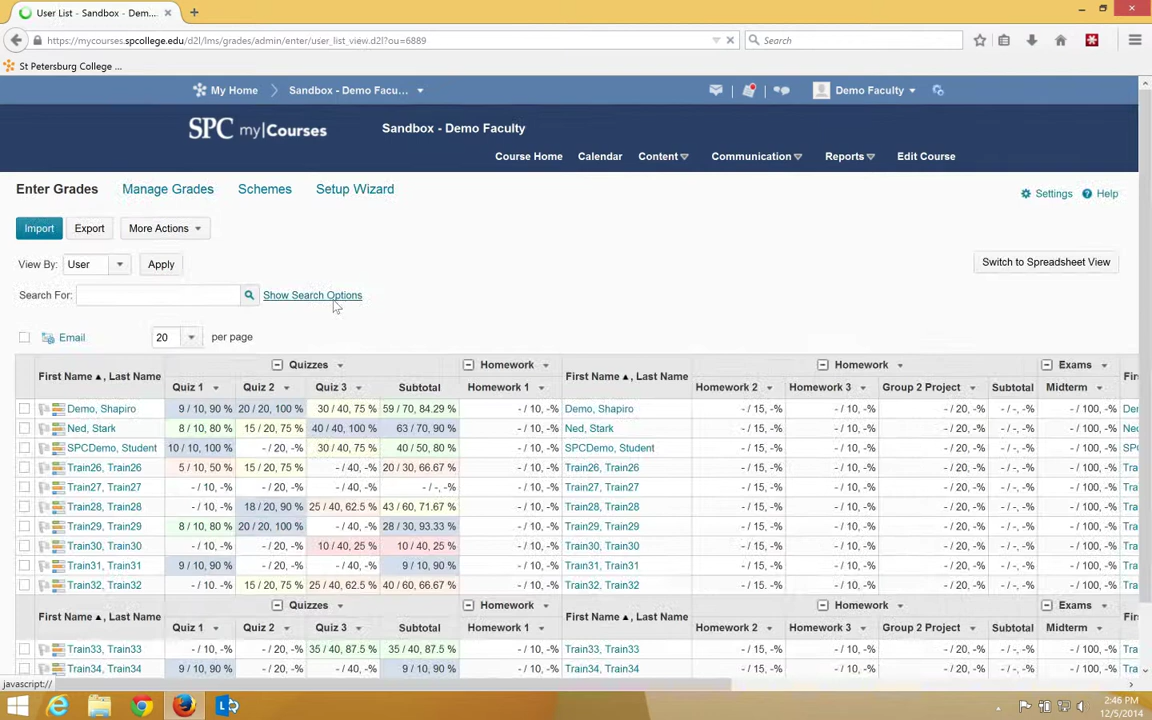 User List - Sandbox - Dem...
https://mycourses.spcollege.edu/d2l/lms/grades/admin/enter/user_list_view.d2l?ou=6889
Search
St Petersburg College ...
My Home Sandbox - Demo Facu... Demo Faculty
SPC my|Courses Sandbox - Demo Faculty
Course Home Calendar Content Communication Reports Edit Course
Enter Grades Manage Grades Schemes Setup Wizard
Settings Help
Import Export More Actions
View By: User Apply Switch to Spreadsheet View
Search For: Show Search Options
Email 20 per page
First Name ▲, Last Name Quizzes Homework First Name ▲, Last Name Homework Exams Fir
Quiz 1 Quiz 2 Quiz 3 Subtotal Homework 1 Homework 2 Homework 3 Group 2 Project Subtotal Midterm
Demo, Shapiro 9 / 10, 90 % 20 / 20, 100 % 30 / 40, 75 % 59 / 70, 84.29 % - / 10, -% Demo, Shapiro - / 15, -% - / 10, -% - / 20, -% - / -, -% - / 100, -% Der
Ned, Stark 8 / 10, 80 % 15 / 20, 75 % 40 / 40, 100 % 63 / 70, 90 % - / 10, -% Ned, Stark - / 15, -% - / 10, -% - / 20, -% - / -, -% - / 100, -% Ned
SPCDemo, Student 10 / 10, 100 % - / 20, -% 30 / 40, 75 % 40 / 50, 80 % - / 10, -% SPCDemo, Student - / 15, -% - / 10, -% - / 20, -% - / -, -% - / 100, -% SPC
Train26, Train26 5 / 10, 50 % 15 / 20, 75 % - / 40, -% 20 / 30, 66.67 % - / 10, -% Train26, Train26 - / 15, -% - / 10, -% - / 20, -% - / -, -% - / 100, -% Tra
Train27, Train27 - / 10, -% - / 20, -% - / 40, -% - / -, -% - / 10, -% Train27, Train27 - / 15, -% - / 10, -% - / 20, -% - / -, -% - / 100, -% Tra
Train28, Train28 - / 10, -% 18 / 20, 90 % 25 / 40, 62.5 % 43 / 60, 71.67 % - / 10, -% Train28, Train28 - / 15, -% - / 10, -% - / 20, -% - / -, -% - / 100, -% Tra
Train29, Train29 8 / 10, 80 % 20 / 20, 100 % - / 40, -% 28 / 30, 93.33 % - / 10, -% Train29, Train29 - / 15, -% - / 10, -% - / 20, -% - / -, -% - / 100, -% Tra
Train30, Train30 - / 10, -% - / 20, -% 10 / 40, 25 % 10 / 40, 25 % - / 10, -% Train30, Train30 - / 15, -% - / 10, -% - / 20, -% - / -, -% - / 100, -% Tra
Train31, Train31 9 / 10, 90 % - / 20, -% - / 40, -% 9 / 10, 90 % - / 10, -% Train31, Train31 - / 15, -% - / 10, -% - / 20, -% - / -, -% - / 100, -% Tra
Train32, Train32 - / 10, -% 15 / 20, 75 % 25 / 40, 62.5 % 40 / 60, 66.67 % - / 10, -% Train32, Train32 - / 15, -% - / 10, -% - / 20, -% - / -, -% - / 100, -% Tra
First Name ▲, Last Name Quizzes Homework First Name ▲, Last Name Homework Exams Fir
Quiz 1 Quiz 2 Quiz 3 Subtotal Homework 1 Homework 2 Homework 3 Group 2 Project Subtotal Midterm
Train33, Train33 - / 10, -% - / 20, -% 35 / 40, 87.5 % 35 / 40, 87.5 % - / 10, -% Train33, Train33 - / 15, -% - / 10, -% - / 20, -% - / -, -% - / 100, -% Tra
Train34, Train34 9 / 10, 90 % - / 20, -% - / 40, -% 9 / 10, 90 % - / 10, -% Train34, Train34 - / 15, -% - / 10, -% - / 20, -% - / -, -% - / 100, -% Tra
javascript://
2:46 PM
12/5/2014